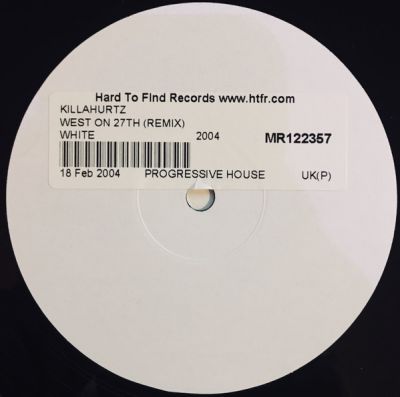 Hard To Find Records www.htfr.com
KILLAHURTZ
WEST ON 27TH (REMIX)
WHITE 2004 MR122357
18 Feb 2004 PROGRESSIVE HOUSE UK(P)